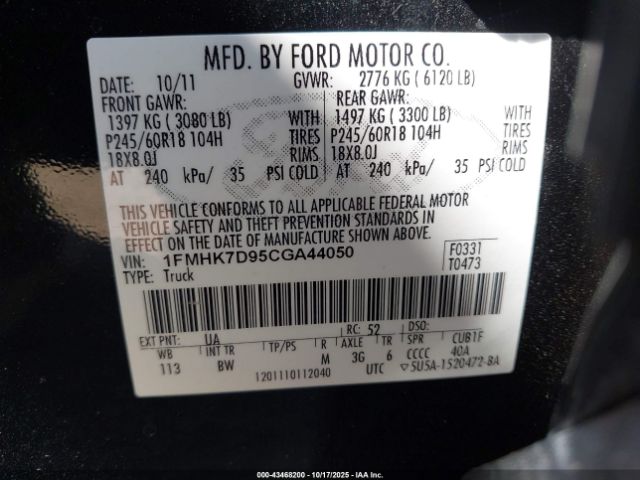 MFD. BY FORD MOTOR CO.
DATE: 10/11 GVWR: 2776 KG ( 6120 LB)
FRONT GAWR: REAR GAWR:
1397 KG ( 3080 LB) WITH 1497 KG ( 3300 LB) WITH
P245/60R18 104H TIRES P245/60R18 104H TIRES
18X8.0J RIMS 18X8.0J RIMS
AT 240 kPa/ 35 PSI COLD AT 240 kPa/ 35 PSI COLD
THIS VEHICLE CONFORMS TO ALL APPLICABLE FEDERAL MOTOR
VEHICLE SAFETY AND THEFT PREVENTION STANDARDS IN
EFFECT ON THE DATE OF MANUFACTURE SHOWN ABOVE.
VIN: 1FMHK7D95CGA44050 F0331
TYPE: Truck T0473
EXT PNT: UA RC: 52 DSO:
WB INT TR TP/PS R AXLE TR SPR CUB1F
113 BW M 3G 6 CCCC 40A
1201110112040 UTC ▽5U5A-1520472-BA
000-43468200 - 10/17/2025 - IAAI.COM